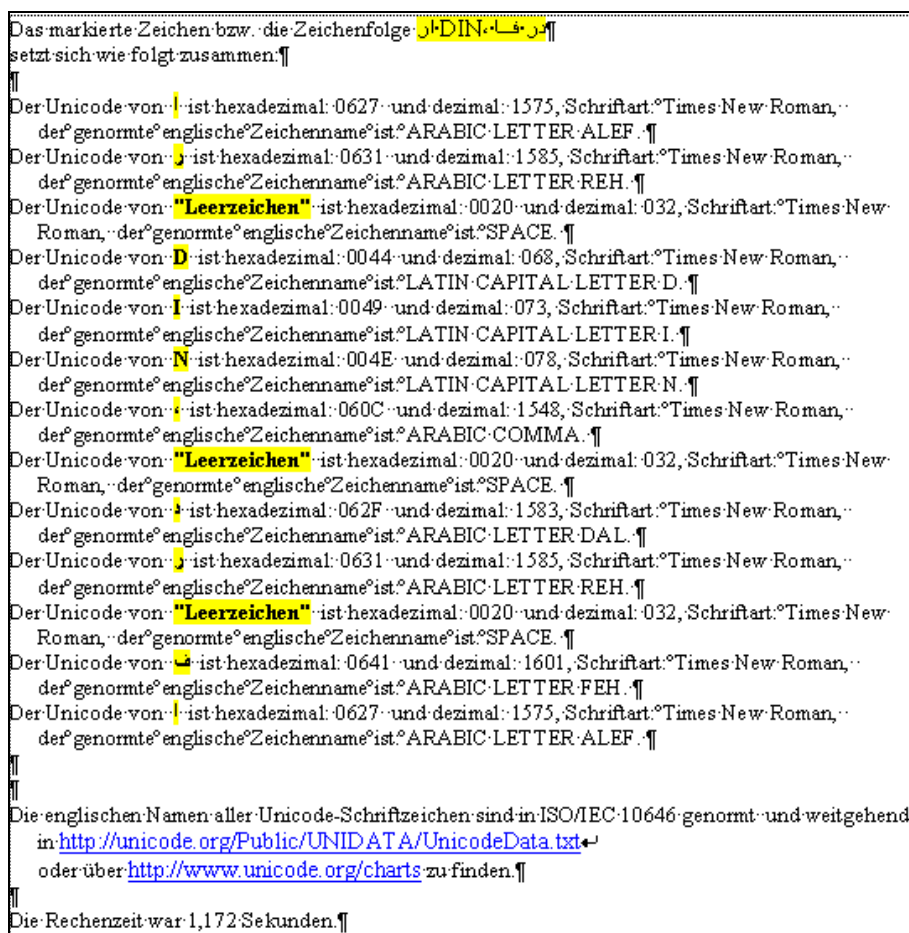 Das markierte Zeichen bzw. die Zeichenfolge ار DIN، در فا
setzt sich wie folgt zusammen:
Der Unicode von ا ist hexadezimal: 0627 und dezimal: 1575, Schriftart: Times New Roman,
der genormte englische Zeichenname ist: ARABIC LETTER ALEF.
Der Unicode von ر ist hexadezimal: 0631 und dezimal: 1585, Schriftart: Times New Roman,
der genormte englische Zeichenname ist: ARABIC LETTER REH.
Der Unicode von "Leerzeichen" ist hexadezimal: 0020 und dezimal: 032, Schriftart: Times New
Roman, der genormte englische Zeichenname ist: SPACE.
Der Unicode von D ist hexadezimal: 0044 und dezimal: 068, Schriftart: Times New Roman,
der genormte englische Zeichenname ist: LATIN CAPITAL LETTER D.
Der Unicode von I ist hexadezimal: 0049 und dezimal: 073, Schriftart: Times New Roman,
der genormte englische Zeichenname ist: LATIN CAPITAL LETTER I.
Der Unicode von N ist hexadezimal: 004E und dezimal: 078, Schriftart: Times New Roman,
der genormte englische Zeichenname ist: LATIN CAPITAL LETTER N.
Der Unicode von ، ist hexadezimal: 060C und dezimal: 1548, Schriftart: Times New Roman,
der genormte englische Zeichenname ist: ARABIC COMMA.
Der Unicode von "Leerzeichen" ist hexadezimal: 0020 und dezimal: 032, Schriftart: Times New
Roman, der genormte englische Zeichenname ist: SPACE.
Der Unicode von د ist hexadezimal: 062F und dezimal: 1583, Schriftart: Times New Roman,
der genormte englische Zeichenname ist: ARABIC LETTER DAL.
Der Unicode von ر ist hexadezimal: 0631 und dezimal: 1585, Schriftart: Times New Roman,
der genormte englische Zeichenname ist: ARABIC LETTER REH.
Der Unicode von "Leerzeichen" ist hexadezimal: 0020 und dezimal: 032, Schriftart: Times New
Roman, der genormte englische Zeichenname ist: SPACE.
Der Unicode von ف ist hexadezimal: 0641 und dezimal: 1601, Schriftart: Times New Roman,
der genormte englische Zeichenname ist: ARABIC LETTER FEH.
Der Unicode von ا ist hexadezimal: 0627 und dezimal: 1575, Schriftart: Times New Roman,
der genormte englische Zeichenname ist: ARABIC LETTER ALEF.
Die englischen Namen aller Unicode-Schriftzeichen sind in ISO/IEC 10646 genormt und weitgehend
in http://unicode.org/Public/UNIDATA/UnicodeData.txt
oder über http://www.unicode.org/charts zu finden.
Die Rechenzeit war 1,172 Sekunden.